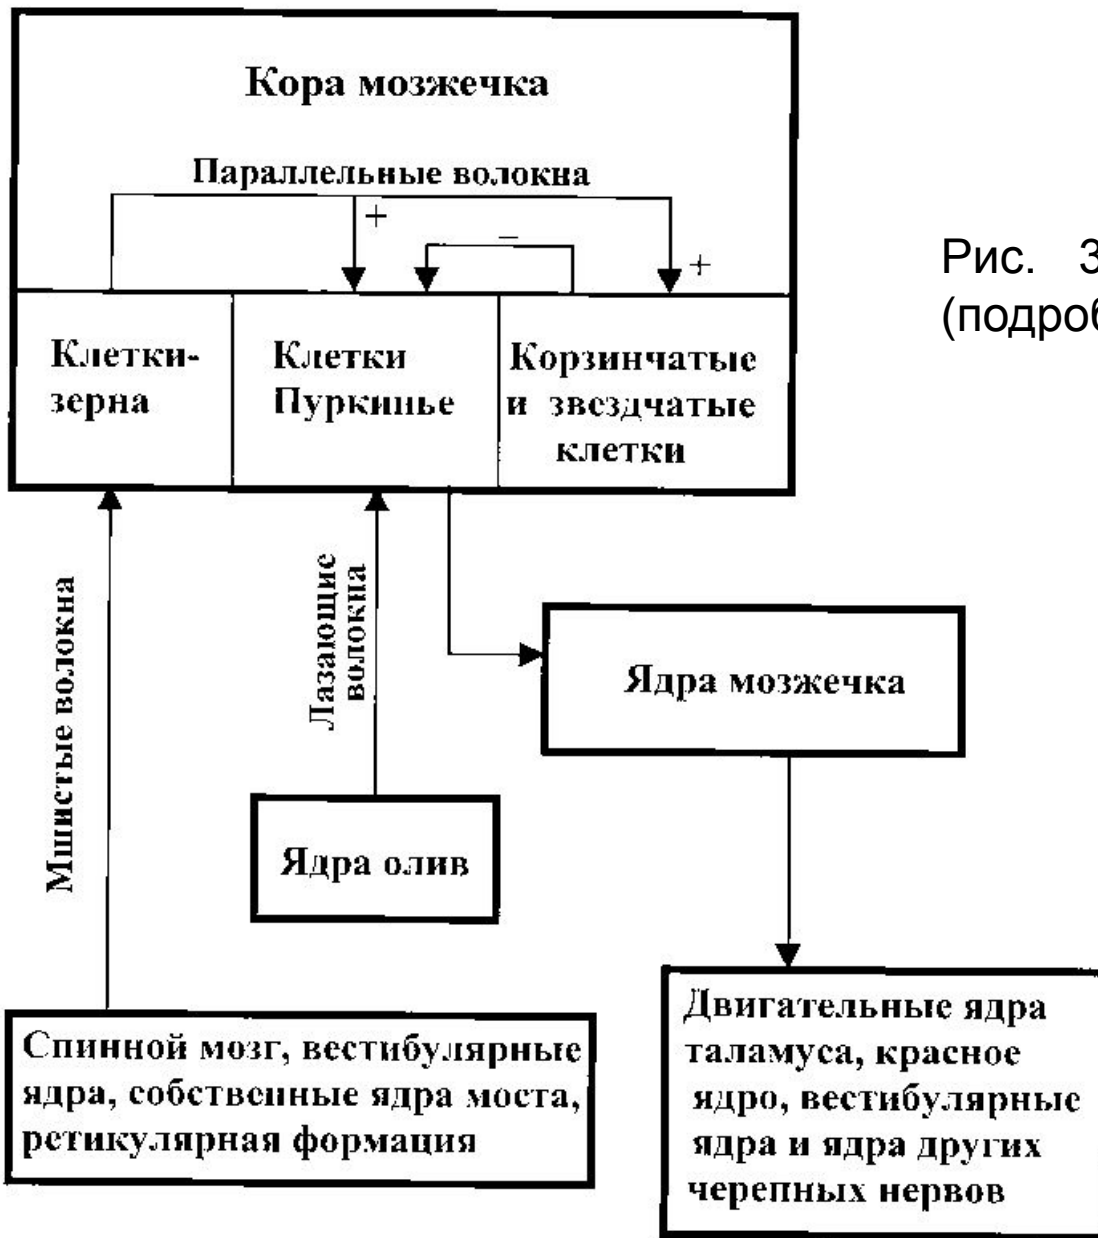 Кора мозжечка
Параллельные волокна
+
−
+
Рис. 3
(подроб
Клетки-
зерна
Клетки
Пуркинье
Корзинчатые
и звездчатые
клетки
Мшистые волокна
Лазающие
волокна
Ядра мозжечка
Ядра олив
Спинной мозг, вестибулярные
ядра, собственные ядра моста,
ретикулярная формация
Двигательные ядра
таламуса, красное
ядро, вестибулярные
ядра и ядра других
черепных нервов